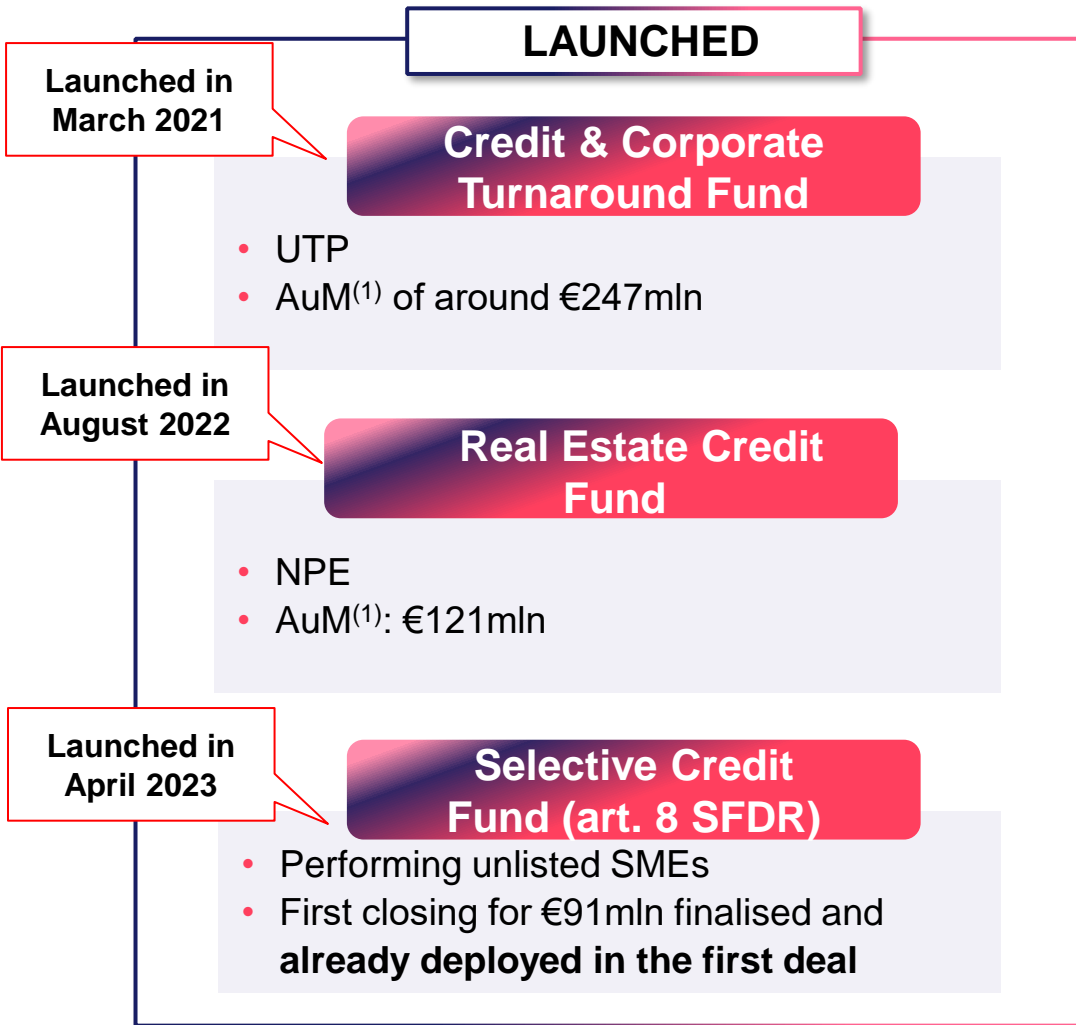 LAUNCHED
Launched in
March 2021
Credit & Corporate
Turnaround Fund
• UTP
• AuM(1) of around €247mln
Launched in
August 2022
Real Estate Credit
Fund
• NPE
• AuM(1): €121mln
Launched in
April 2023
Selective Credit
Fund (art. 8 SFDR)
• Performing unlisted SMEs
• First closing for €91mln finalised and
already deployed in the first deal